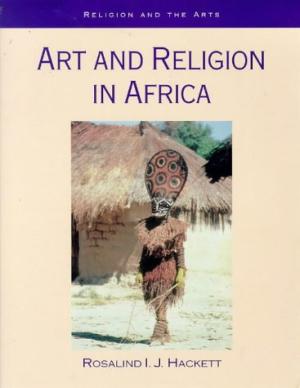 RELIGION AND THE ARTS
ART AND RELIGION
IN AFRICA
ROSALIND I. J. HACKETT